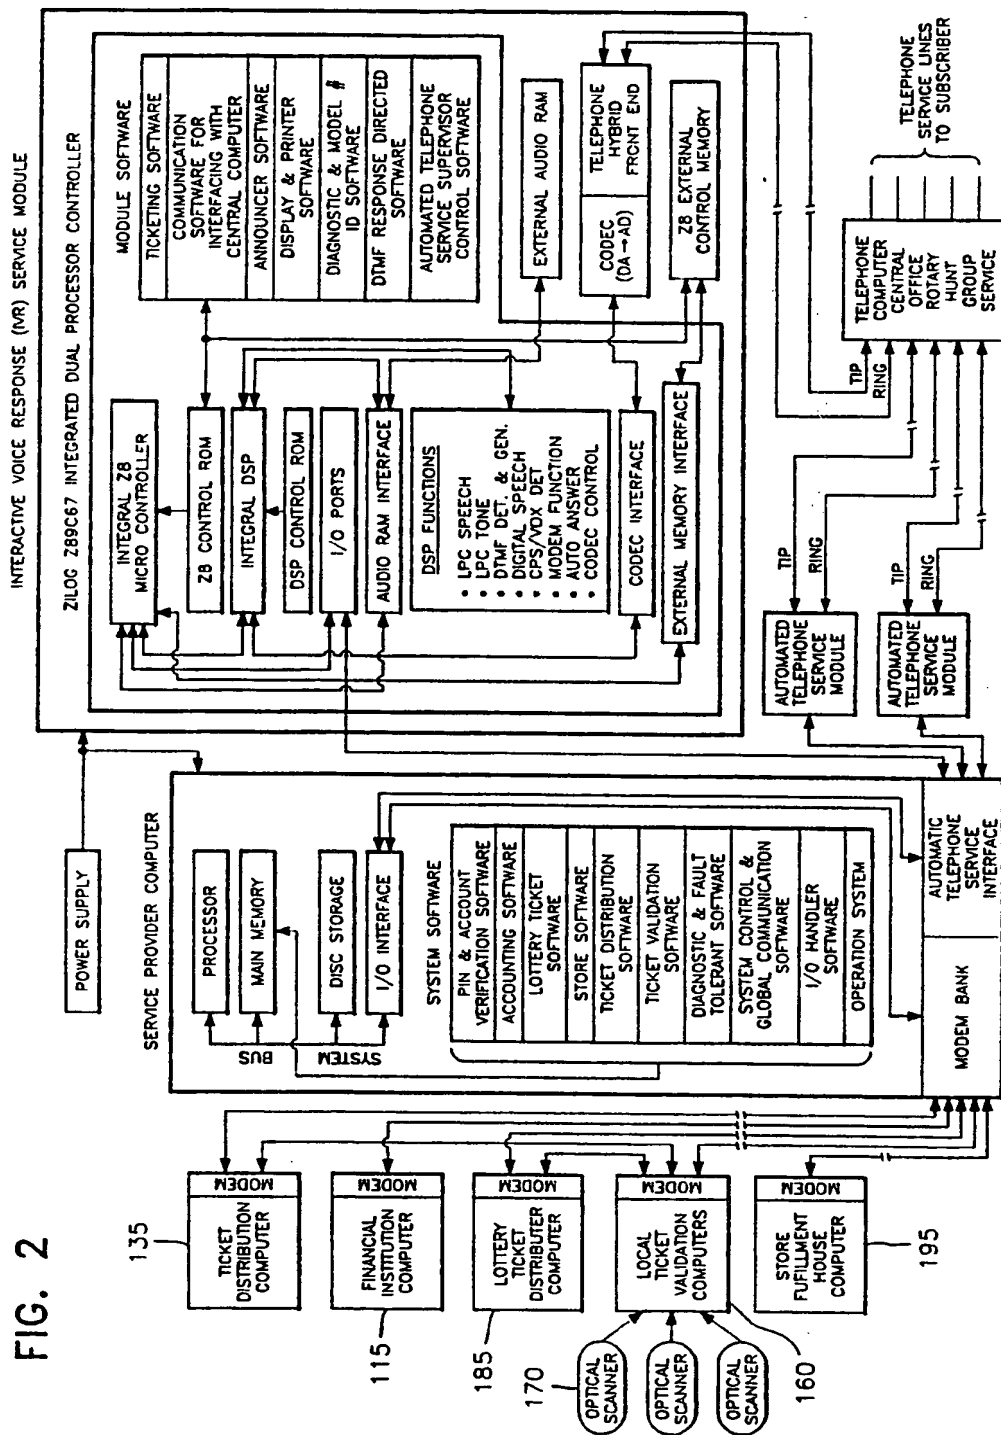 FIG. 2
INTERACTIVE VOICE RESPONSE (IVR) SERVICE MODULE
ZILOG Z89C67 INTEGRATED DUAL PROCESSOR CONTROLLER
INTEGRAL Z8
MICRO CONTROLLER
Z8 CONTROL ROM
INTEGRAL DSP
DSP CONTROL ROM
I/O PORTS
AUDIO RAM INTERFACE
DSP FUNCTIONS
• LPC SPEECH
• LPC TONE
• DTMF DET. & GEN.
• DIGITAL SPEECH
• CPS/VOX DET
• MODEM FUNCTION
• AUTO ANSWER
• CODEC CONTROL
CODEC INTERFACE
EXTERNAL MEMORY INTERFACE
MODULE SOFTWARE
TICKETING SOFTWARE
COMMUNICATION
SOFTWARE FOR
INTERFACING WITH
CENTRAL COMPUTER
ANNOUNCER SOFTWARE
DISPLAY & PRINTER
SOFTWARE
DIAGNOSTIC & MODEL #
ID SOFTWARE
DTMF RESPONSE DIRECTED
SOFTWARE
AUTOMATED TELEPHONE
SERVICE SUPERVISOR
CONTROL SOFTWARE
EXTERNAL AUDIO RAM
CODEC
(DA→AD)
TELEPHONE
HYBRID
FRONT END
Z8 EXTERNAL
CONTROL MEMORY
POWER SUPPLY
SERVICE PROVIDER COMPUTER
PROCESSOR
MAIN MEMORY
DISC STORAGE
I/O INTERFACE
SYSTEM
BUS
SYSTEM SOFTWARE
PIN & ACCOUNT
VERIFICATION SOFTWARE
ACCOUNTING SOFTWARE
LOTTERY TICKET
SOFTWARE
STORE SOFTWARE
TICKET DISTRIBUTION
SOFTWARE
TICKET VALIDATION
SOFTWARE
DIAGNOSTIC & FAULT
TOLERANT SOFTWARE
SYSTEM CONTROL &
GLOBAL COMMUNICATION
SOFTWARE
I/O HANDLER
SOFTWARE
OPERATION SYSTEM
MODEM BANK
AUTOMATIC
TELEPHONE
SERVICE
INTERFACE
AUTOMATED
TELEPHONE
SERVICE
MODULE
TIP
RING
AUTOMATED
TELEPHONE
SERVICE
MODULE
TIP
RING
TIP
RING
TELEPHONE
COMPUTER
CENTRAL
OFFICE
ROTARY
HUNT
GROUP
SERVICE
TELEPHONE
SERVICE LINES
TO SUBSCRIBER
135
TICKET
DISTRIBUTION
COMPUTER
MODEM
115
FINANCIAL
INSTITUTION
COMPUTER
MODEM
185
LOTTERY
TICKET
DISTRIBUTER
COMPUTER
MODEM
170
OPTICAL
SCANNER
OPTICAL
SCANNER
OPTICAL
SCANNER
160
LOCAL
TICKET
VALIDATION
COMPUTERS
MODEM
195
STORE
FUFILLMENT
HOUSE
COMPUTER
MODEM